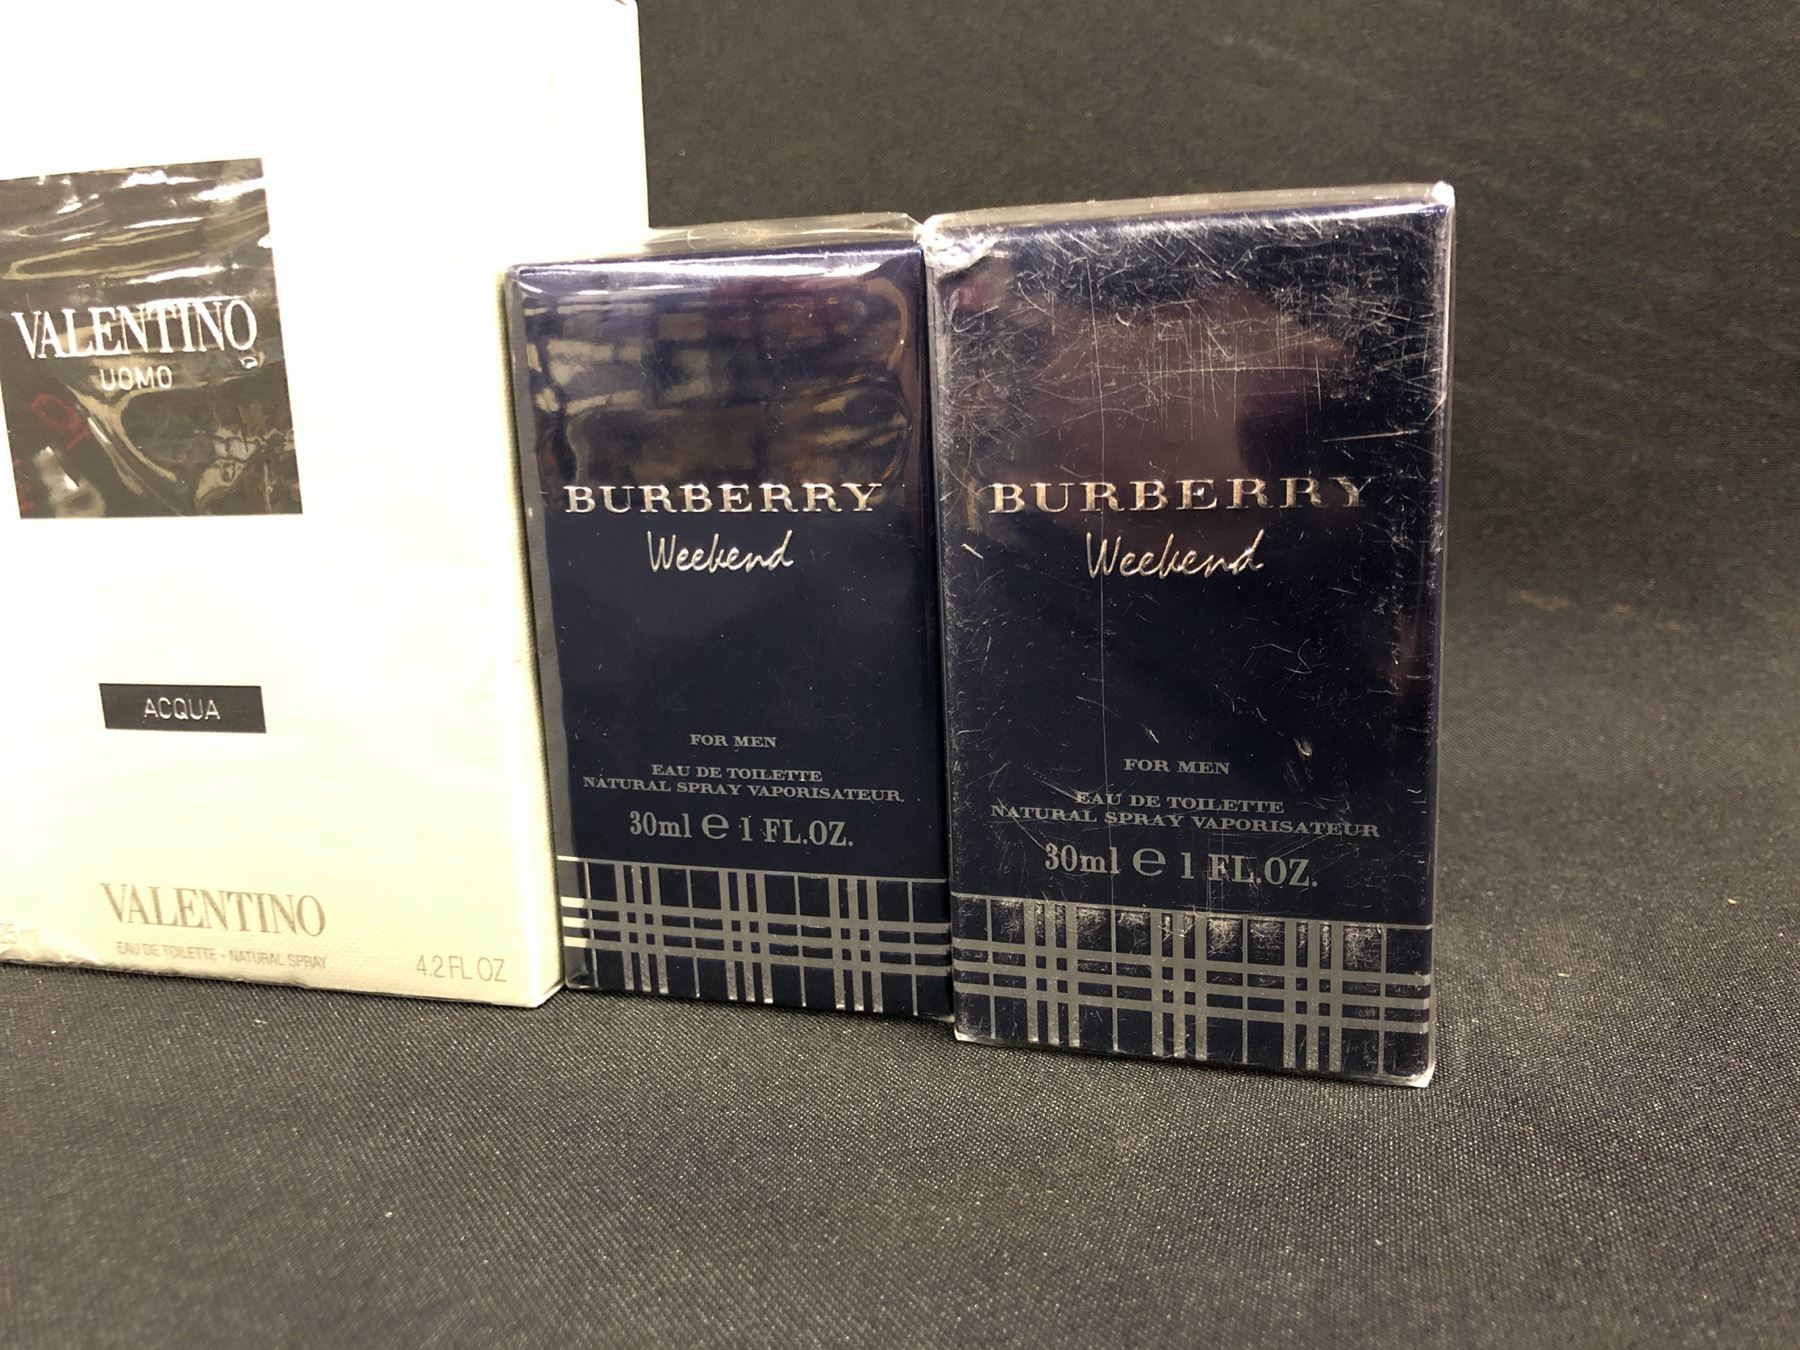 VALENTINO
UOMO
ACQUA
VALENTINO
EAU DE TOILETTE - NATURAL SPRAY
4.2 FL OZ
BURBERRY
Weekend
FOR MEN
EAU DE TOILETTE
NATURAL SPRAY VAPORISATEUR
30ml e 1 FL.OZ.
BURBERRY
Weekend
FOR MEN
EAU DE TOILETTE
NATURAL SPRAY VAPORISATEUR
30ml e 1 FL.OZ.